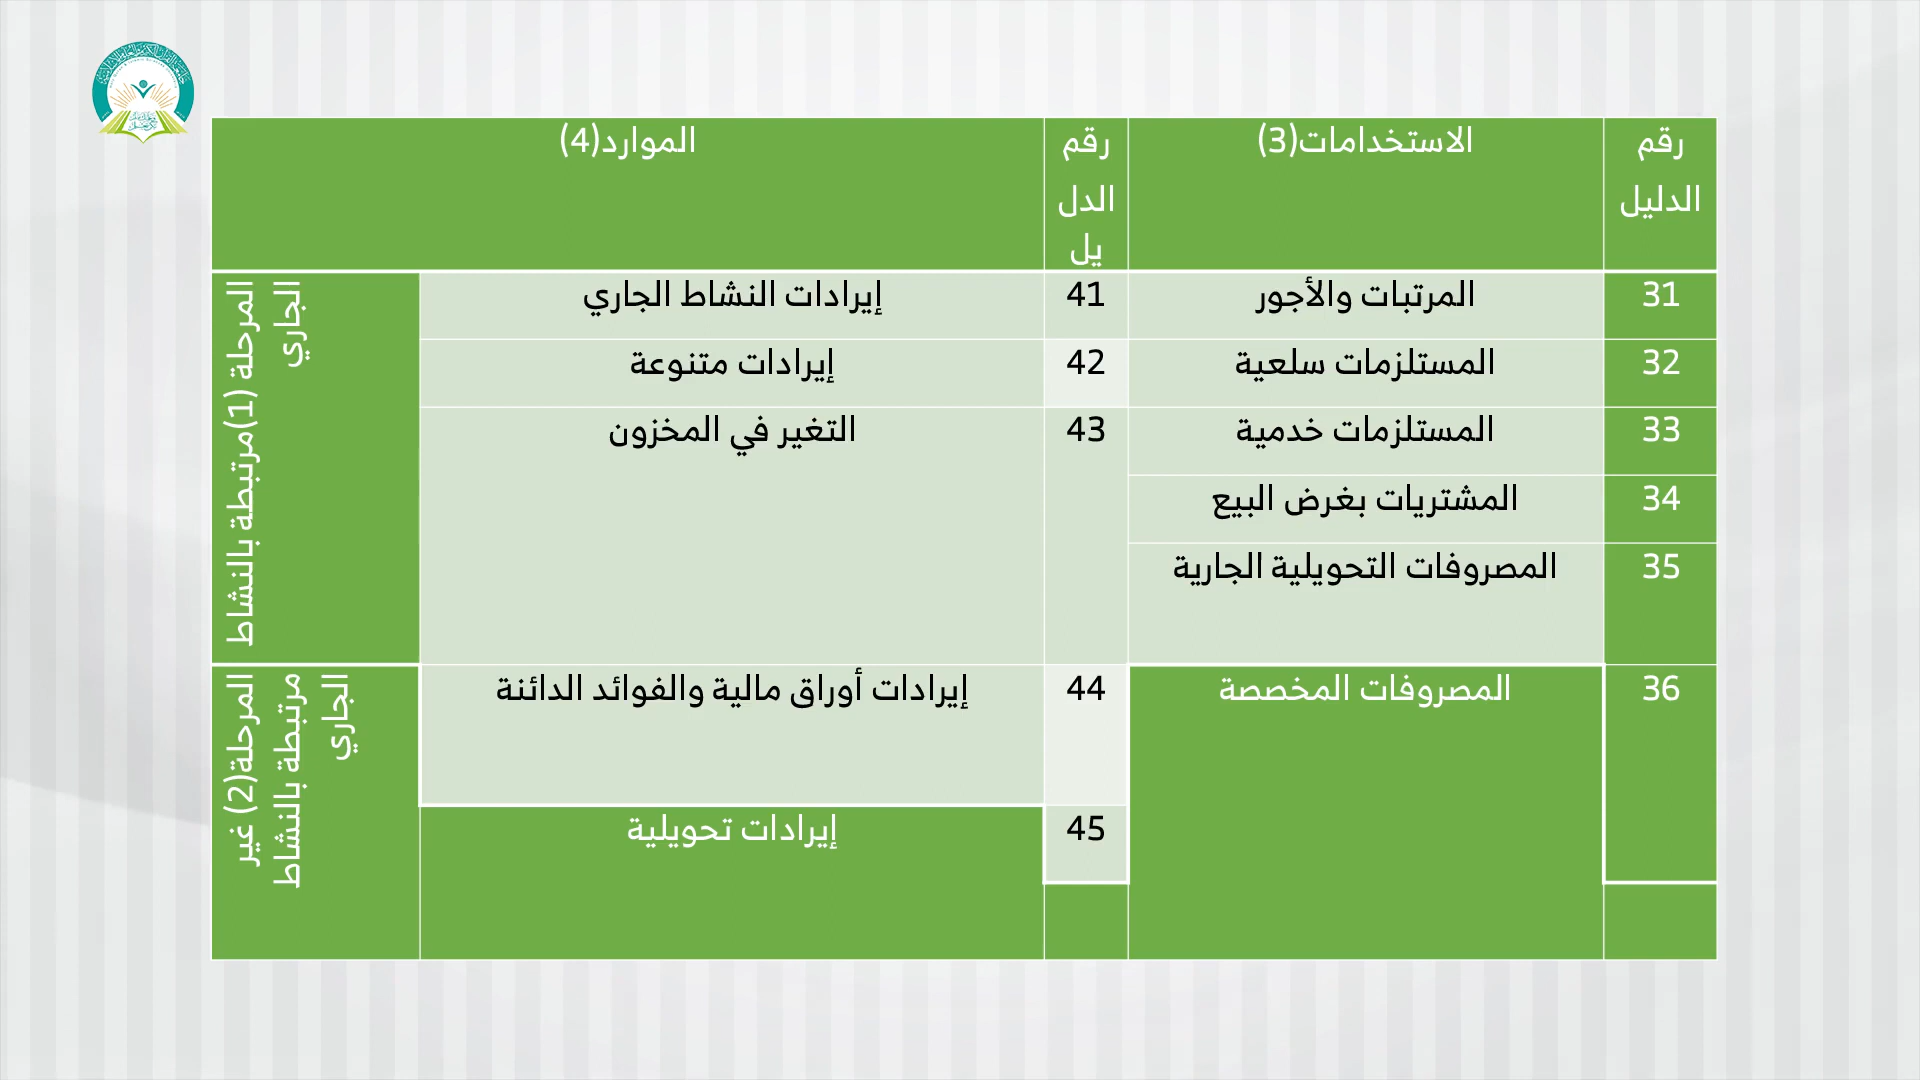 رقم
الدليل
الاستخدامات(3)
رقم
الدل
يل
الموارد(4)
31
المرتبات والأجور
41
إيرادات النشاط الجاري
المرحلة (1)مرتبطة بالنشاط
الجاري
32
المستلزمات سلعية
42
إيرادات متنوعة
33
المستلزمات خدمية
43
التغير في المخزون
34
المشتريات بغرض البيع
35
المصروفات التحويلية الجارية
36
المصروفات المخصصة
44
إيرادات أوراق مالية والفوائد الدائنة
المرحلة(2) غير
مرتبطة بالنشاط
الجاري
45
إيرادات تحويلية